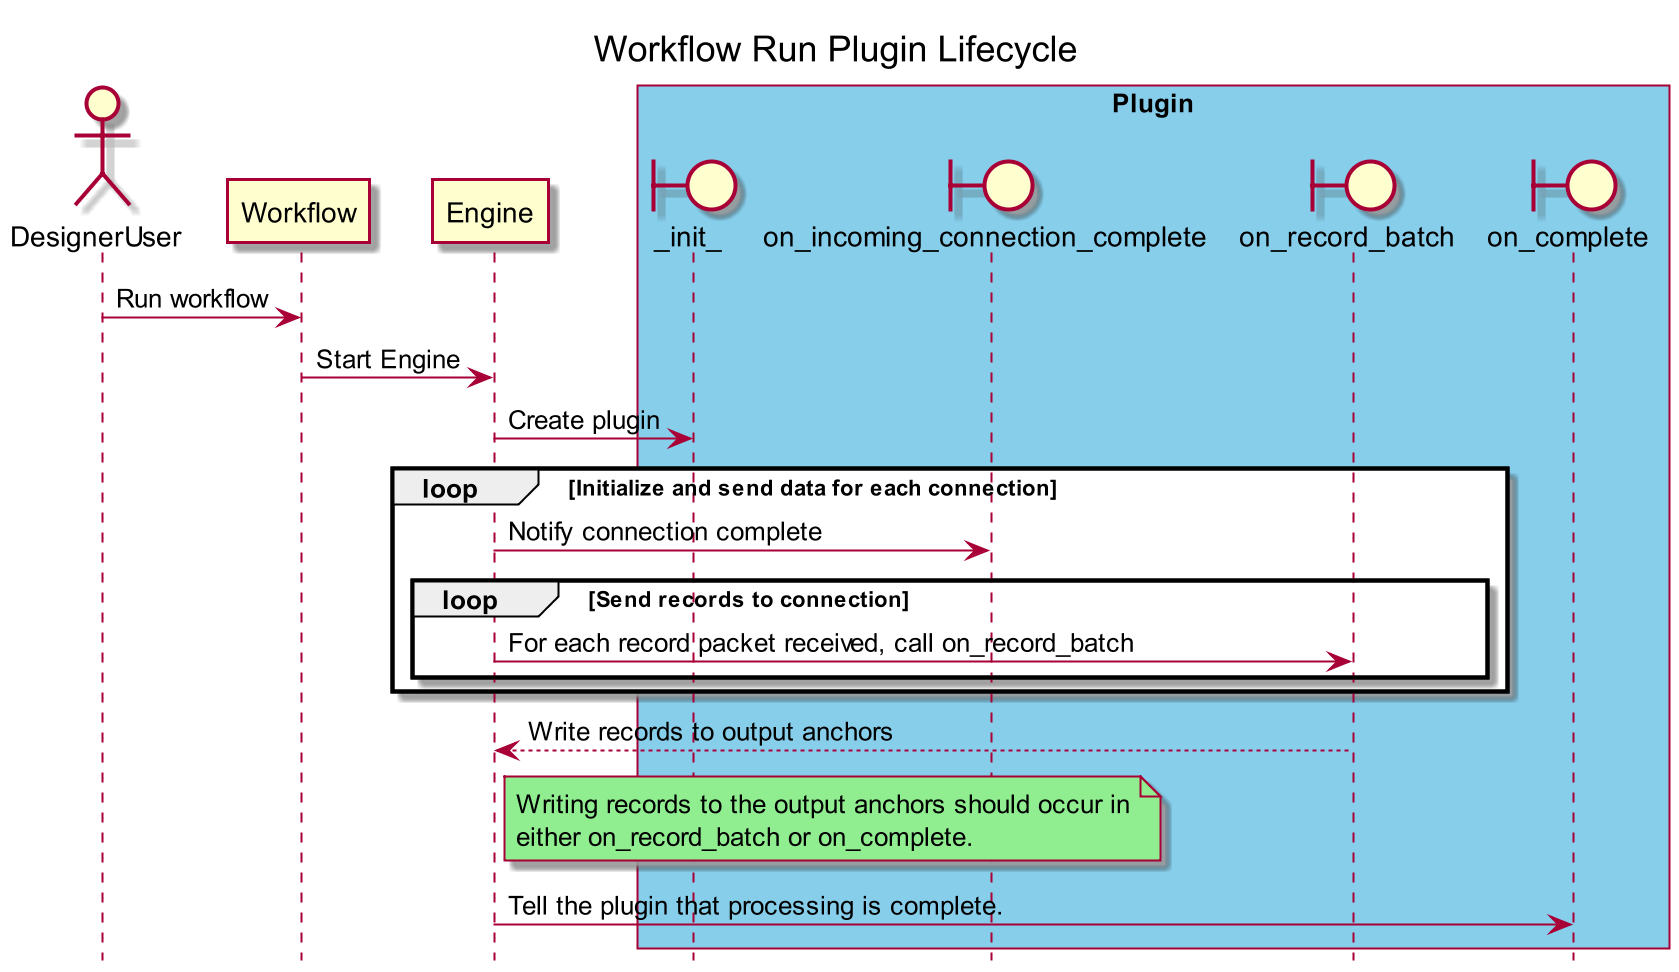 Workflow Run Plugin Lifecycle
Plugin
DesignerUser
Workflow
Engine
_init_
on_incoming_connection_complete
on_record_batch
on_complete
Run workflow
Start Engine
Create plugin
loop [Initialize and send data for each connection]
Notify connection complete
loop [Send records to connection]
For each record packet received, call on_record_batch
Write records to output anchors
Writing records to the output anchors should occur in
either on_record_batch or on_complete.
Tell the plugin that processing is complete.